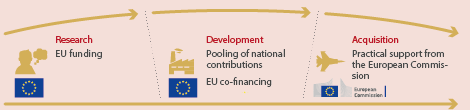 Research
EU funding
Development
Pooling of national
contributions
EU co-financing
Acquisition
Practical support from
the European Commis-
sion
European
Commission